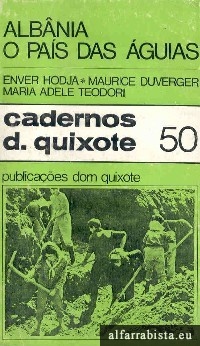 ALBÂNIA
O PAÍS DAS ÁGUIAS
ENVER HODJA * MAURICE DUVERGER
MARIA ADELE TEODORI
cadernos
d. quixote 50
publicações dom quixote
alfarrabista.eu